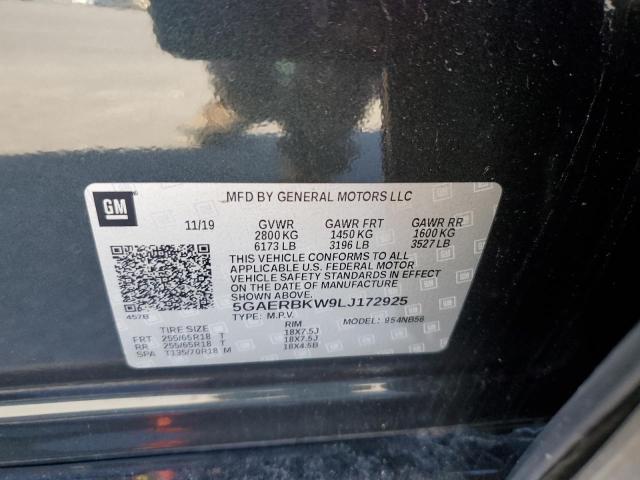 GM
MFD BY GENERAL MOTORS LLC
11/19 GVWR GAWR FRT GAWR RR
2800 KG 1450 KG 1600 KG
6173 LB 3196 LB 3527 LB
THIS VEHICLE CONFORMS TO ALL
APPLICABLE U.S. FEDERAL MOTOR
VEHICLE SAFETY STANDARDS IN EFFECT
ON THE DATE OF MANUFACTURE
SHOWN ABOVE.
5GAERBKW9LJ172925
457B TYPE: M.P.V. MODEL: 954NB56
TIRE SIZE RIM
FRT 255/65R18 T 18X7.5J
RR 255/65R18 T 18X7.5J
SPA T135/70R18 M 18X4.5B